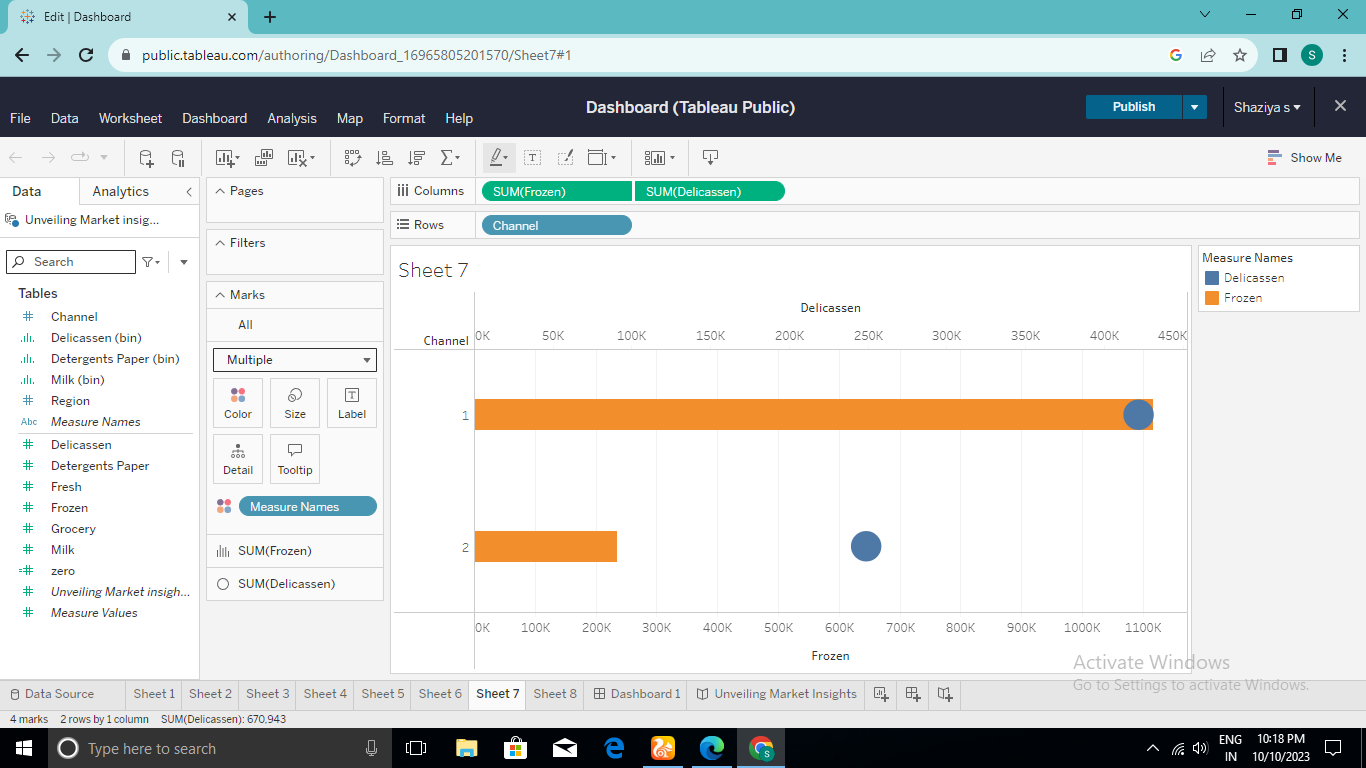 Edit | Dashboard
public.tableau.com/authoring/Dashboard_16965805201570/Sheet7#1
S
Dashboard (Tableau Public)
Publish
Shaziya s
File Data Worksheet Dashboard Analysis Map Format Help
Show Me
Data Analytics
Unveiling Market insig...
Search
Tables
Channel
Delicassen (bin)
Detergents Paper (bin)
Milk (bin)
Region
Abc Measure Names
Delicassen
Detergents Paper
Fresh
Frozen
Grocery
Milk
zero
Unveiling Market insigh...
Measure Values
Pages
Filters
Marks
All
Multiple
Color Size Label
Detail Tooltip
Measure Names
SUM(Frozen)
SUM(Delicassen)
Columns SUM(Frozen) SUM(Delicassen)
Rows Channel
Sheet 7
Delicassen
Channel 0K 50K 100K 150K 200K 250K 300K 350K 400K 450K
1
2
0K 100K 200K 300K 400K 500K 600K 700K 800K 900K 1000K 1100K
Frozen
Measure Names
Delicassen
Frozen
Activate Windows
Go to Settings to activate Windows.
Data Source Sheet 1 Sheet 2 Sheet 3 Sheet 4 Sheet 5 Sheet 6 Sheet 7 Sheet 8 Dashboard 1 Unveiling Market Insights
4 marks 2 rows by 1 column SUM(Delicassen): 670,943
Type here to search
ENG
IN
10:18 PM
10/10/2023